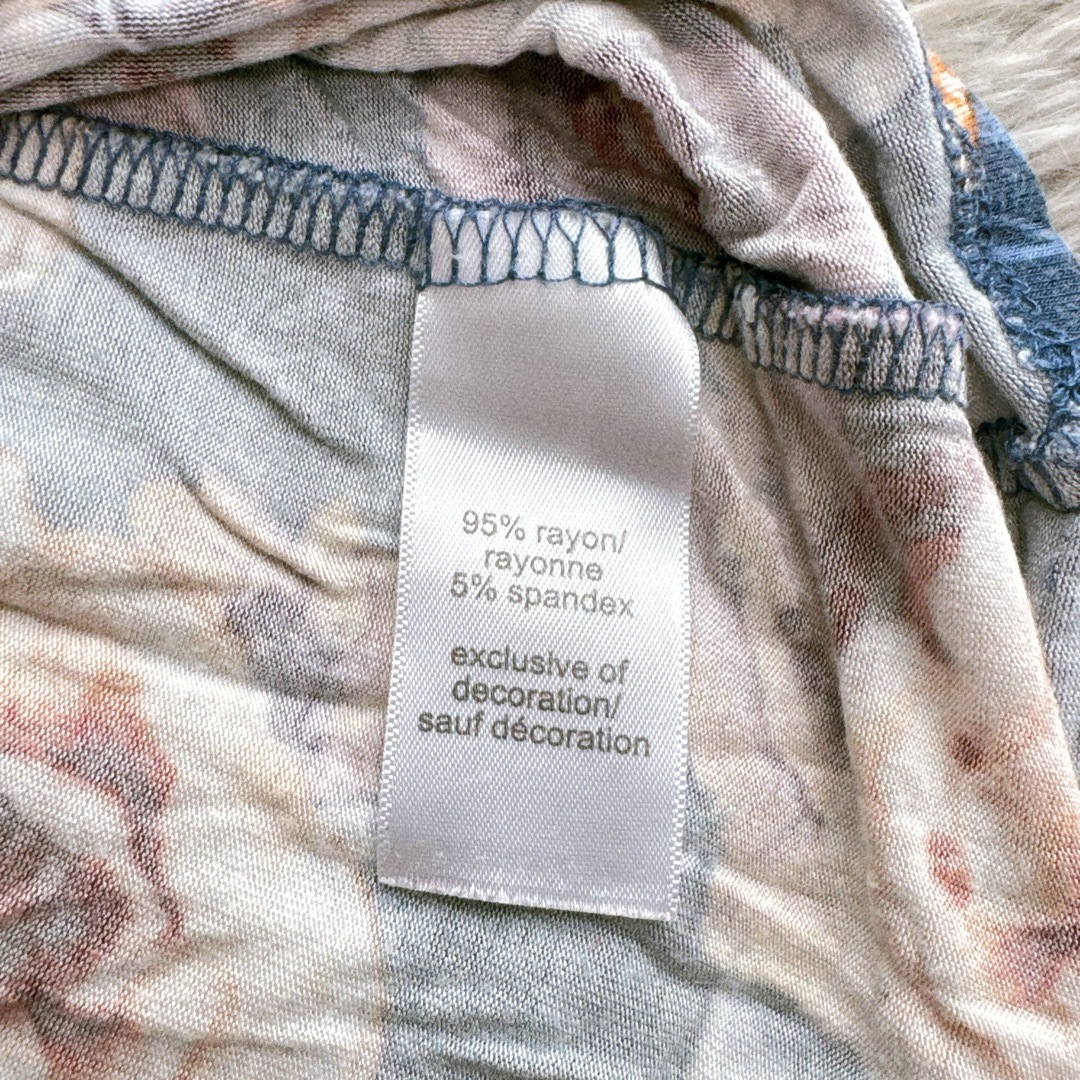 95% rayon/
rayonne
5% spandex
exclusive of
decoration/
sauf décoration